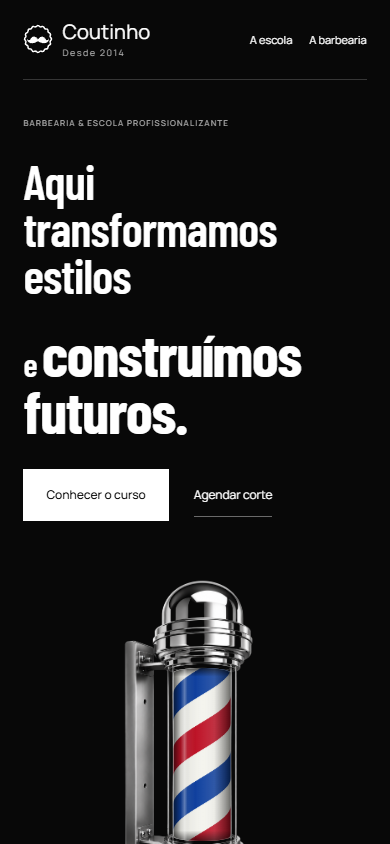 Coutinho
Desde 2014
A escola A barbearia
BARBEARIA & ESCOLA PROFISSIONALIZANTE
Aqui
transformamos
estilos
e construímos
futuros.
Conhecer o curso
Agendar corte